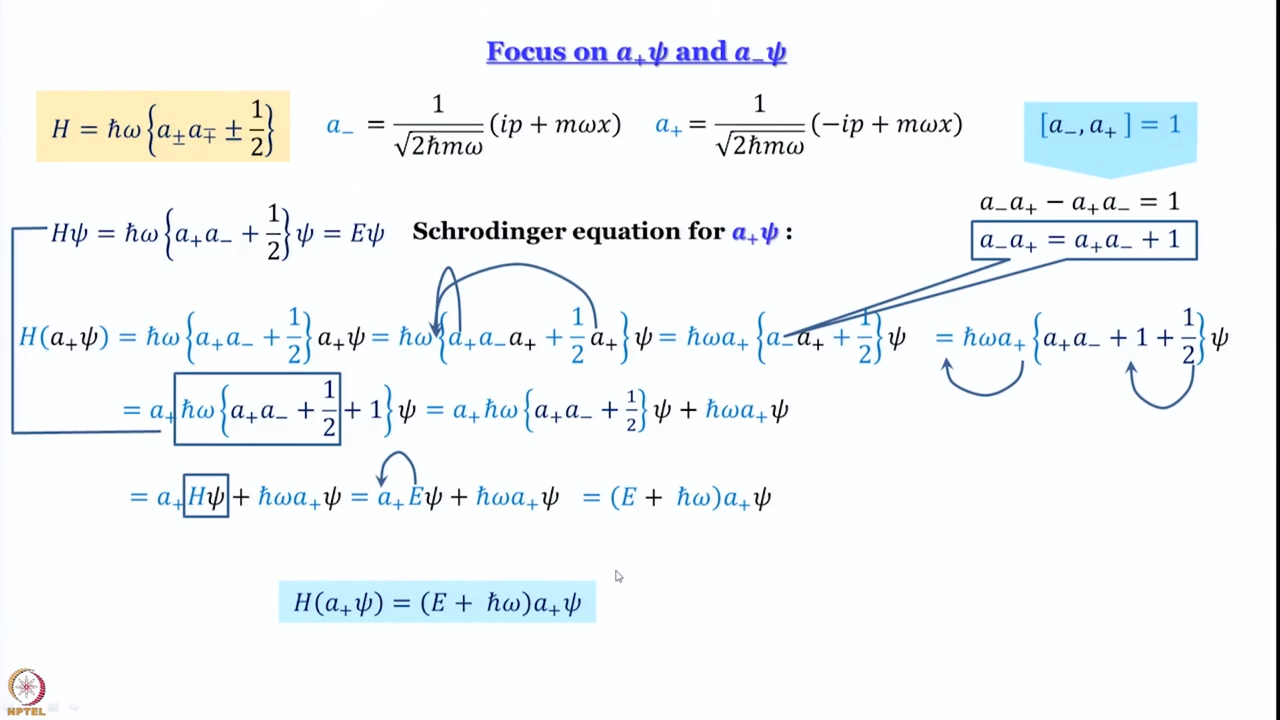 Focus on a₊ψ and a₋ψ
H = ℏω{a±a∓ ± 1/2} a₋ = 1/√(2ℏmω) (ip + mωx) a₊ = 1/√(2ℏmω) (−ip + mωx) [a₋, a₊ ] = 1
a₋a₊ − a₊a₋ = 1
Hψ = ℏω{a₊a₋ + 1/2}ψ = Eψ Schrodinger equation for a₊ψ : a₋a₊ = a₊a₋ + 1
H(a₊ψ) = ℏω{a₊a₋ + 1/2}a₊ψ = ℏω{a₊a₋a₊ + 1/2 a₊}ψ = ℏωa₊{a₋a₊ + 1/2}ψ = ℏωa₊{a₊a₋ + 1 + 1/2}ψ
= a₊ℏω{a₊a₋ + 1/2 + 1}ψ = a₊ℏω{a₊a₋ + 1/2}ψ + ℏωa₊ψ
= a₊Hψ + ℏωa₊ψ = a₊Eψ + ℏωa₊ψ = (E + ℏω)a₊ψ
H(a₊ψ) = (E + ℏω)a₊ψ
NPTEL